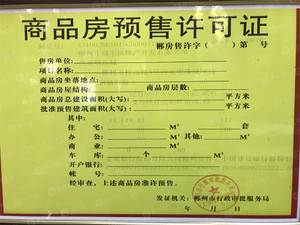 商品房预售许可证
郴房售许字（　　）第　号
售房单位:
项目名称:
商品房坐落地点:
商品房屋结构:　　商品房层数:
商品房总建设面积(大写):　　平方米
批准预售建筑面积(大写):　　平方米
其中:
住　宅:　　M²　　套
办　公:　　M²　其他:　　套
商　业:　　M²
车　库:　　个　　M²
开户银行:
帐　号:
经审查，上述商品房准许预售。
发证机关: 郴州市行政审批服务局
年　月　日